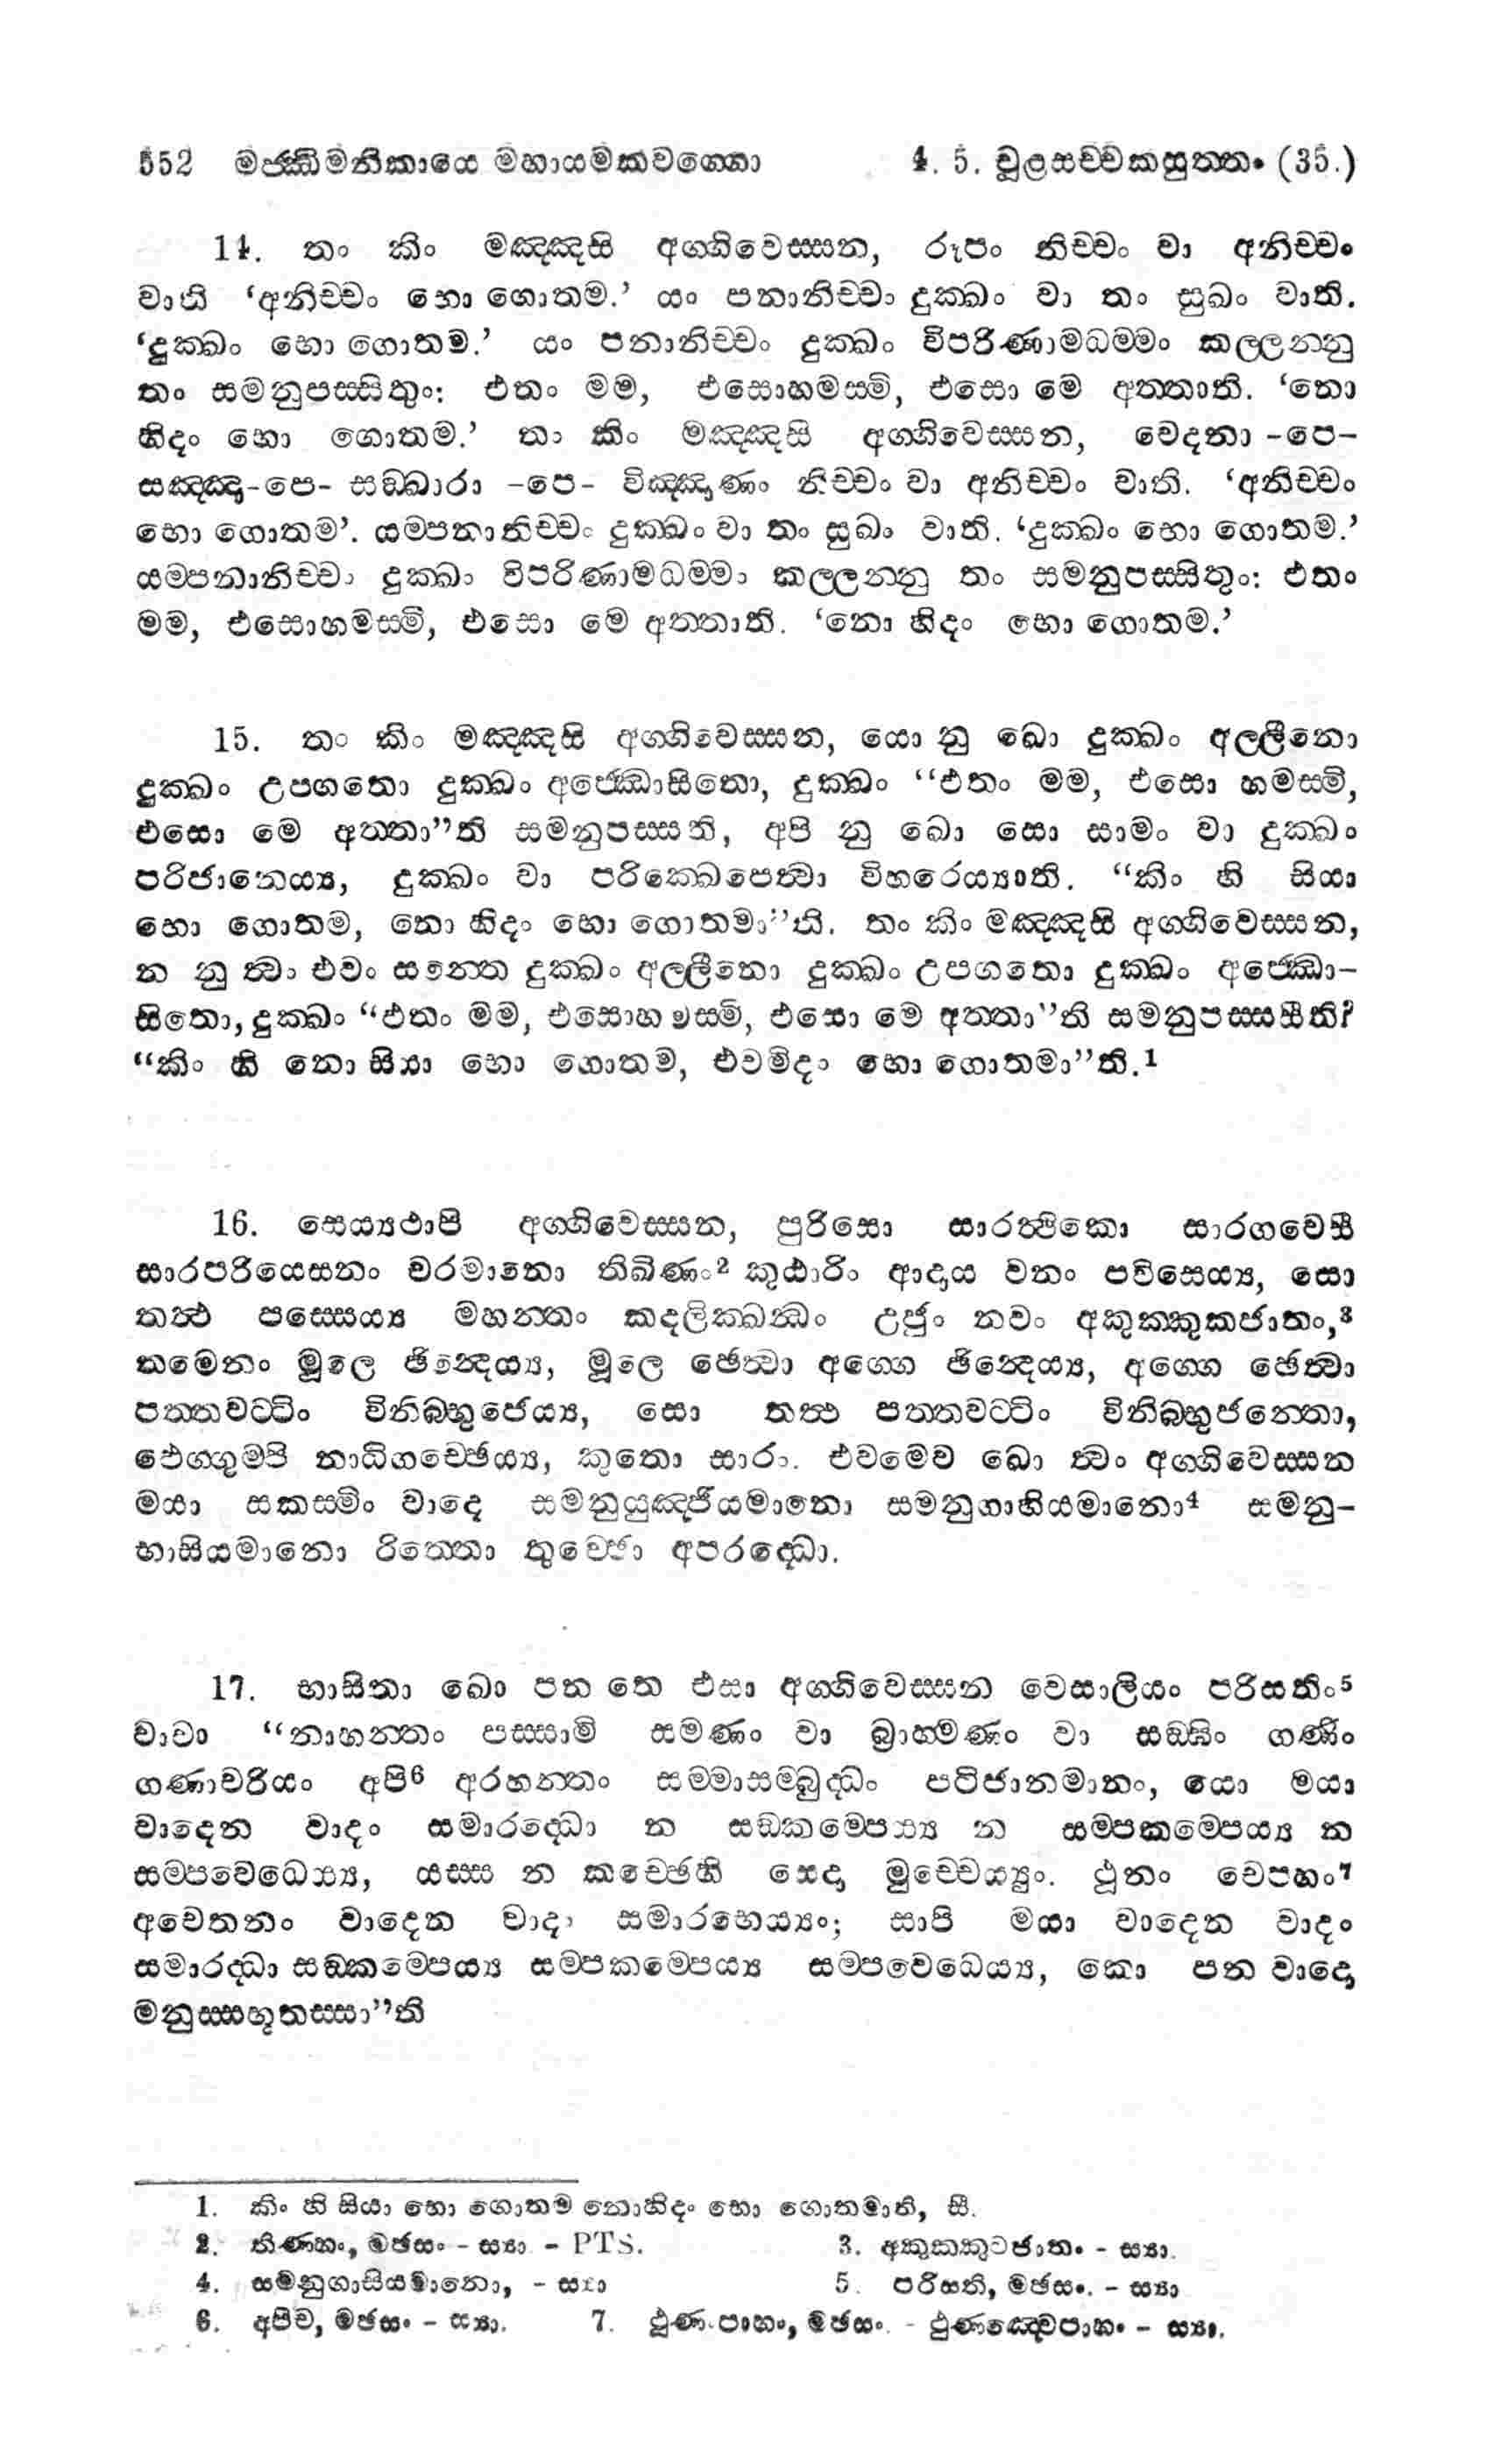 552 මජ්ඣිමනිකායෙ මහායමකවග්ගො 4. 5. චූළසච්චකසුත්තං (35.)
14. තං කිං මඤ්ඤසි අග්ගිවෙස්සන, රූපං නිච්චං වා අනිච්චං
වාති ‘අනිච්චං භො ගොතම.’ යං පනානිච්චං දුක්ඛං වා තං සුඛං වාති.
‘දුක්ඛං භො ගොතම.’ යං පනානිච්චං දුක්ඛං විපරිණාමධම්මං කල්ලන්නු
තං සමනුපස්සිතුං: එතං මම, එසොහමස්මි, එසො මෙ අත්තාති. ‘නො
හිදං භො ගොතම.’ තං කිං මඤ්ඤසි අග්ගිවෙස්සන, වෙදනා -පෙ-
සඤ්ඤා-පෙ- සඞ්ඛාරා -පෙ- විඤ්ඤාණං නිච්චං වා අනිච්චං වාති. ‘අනිච්චං
භො ගොතම’. යම්පනානිච්චං දුක්ඛං වා තං සුඛං වාති. ‘දුක්ඛං භො ගොතම.’
යම්පනානිච්චං දුක්ඛං විපරිණාමධම්මං කල්ලන්නු තං සමනුපස්සිතුං: එතං
මම, එසොහමස්මි, එසො මෙ අත්තාති. ‘නො හිදං භො ගොතම.’
15. තං කිං මඤ්ඤසි අග්ගිවෙස්සන, යො නු ඛො දුක්ඛං අල්ලීනො
දුක්ඛං උපගතො දුක්ඛං අජ්ඣොසිතො, දුක්ඛං “එතං මම, එසො හමස්මි,
එසො මෙ අත්තා”ති සමනුපස්සති, අපි නු ඛො සො සාමං වා දුක්ඛං
පරිජානෙය්‍ය, දුක්ඛං වා පරික්ඛෙපෙත්‍වා විහරෙය්‍යාති. “කිං හි සියා
භො ගොතම, නො හිදං භො ගොතමා”ති. තං කිං මඤ්ඤසි අග්ගිවෙස්සන,
න නු ත්‍වං එවං සන්තෙ දුක්ඛං අල්ලීනො දුක්ඛං උපගතො දුක්ඛං අජ්ඣො-
සිතො, දුක්ඛං “එතං මම, එසොහමස්මි, එසො මෙ අත්තා”ති සමනුපස්සසීති?
“කිං හි නො සියා භො ගොතම, එවමිදං භො ගොතමා”ති.1
16. සෙය්‍යථාපි අග්ගිවෙස්සන, පුරිසො සාරත්‍ථිකො සාරගවෙසී
සාරපරියෙසනං චරමානො තිඛිණං2 කුඨාරිං ආදාය වනං පවිසෙය්‍ය, සො
තත්‍ථ පස්සෙය්‍ය මහන්තං කදලික්ඛන්‍ධං උජුං නවං අකුක්කුකජාතං,3
තමෙනං මූලෙ ඡින්‍දෙය්‍ය, මූලෙ ඡෙත්‍වා අග්ගෙ ඡින්‍දෙය්‍ය, අග්ගෙ ඡෙත්‍වා
පත්තවට්ටිං විනිබ්භුජෙය්‍ය, සො තත්‍ථ පත්තවට්ටිං විනිබ්භුජන්තො,
ඵෙග්ගුම්පි නාධිගච්ඡෙය්‍ය, කුතො සාරං. එවමෙව ඛො ත්‍වං අග්ගිවෙස්සන
මයා සකස්මිං වාදෙ සමනුයුඤ්ජියමානො සමනුගාහියමානො4 සමනු-
භාසියමානො රිත්තො තුච්ඡො අපරද්ධො.
17. භාසිතා ඛො පන තෙ එසා අග්ගිවෙස්සන වෙසාලියං පරිසතිං5
වාචා “නාහන්තං පස්සාමි සමණං වා බ්‍රාහ්මණං වා සඞ්ඝිං ගණිං
ගණාචරියං අපි6 අරහන්තං සම්මාසම්බුද්ධං පටිජානමානං, යො මයා
වාදෙන වාදං සමාරද්ධො න සඞ්කම්පෙය්‍ය න සම්පකම්පෙය්‍ය න
සම්පවෙධෙය්‍ය, යස්ස න කච්ඡෙහි සෙදා මුච්චෙය්‍යුං. ථූනං චෙපහං7
අචෙතනං වාදෙන වාදං සමාරභෙය්‍යං; සාපි මයා වාදෙන වාදං
සමාරද්ධා සඞ්කම්පෙය්‍ය සම්පකම්පෙය්‍ය සම්පවෙධෙය්‍ය, කො පන වාදො
මනුස්සභූතස්සා”ති
1. කිං හි සියා භො ගොතම නොහිදං භො ගොතමාති, සී.
2. තිණ්හං, මඡසං - ස්‍යා - PTS. 3. අකුක්කුටජාතං - ස්‍යා.
4. සමනුගාසියමානො, - ස්‍යා 5. පරිසති, මඡසං. - ස්‍යා
6. අපිච, මඡසං - ස්‍යා. 7. ථූණං පාහං, මඡසං. - ථුණඤ්චෙපාහං - ස්‍යා.